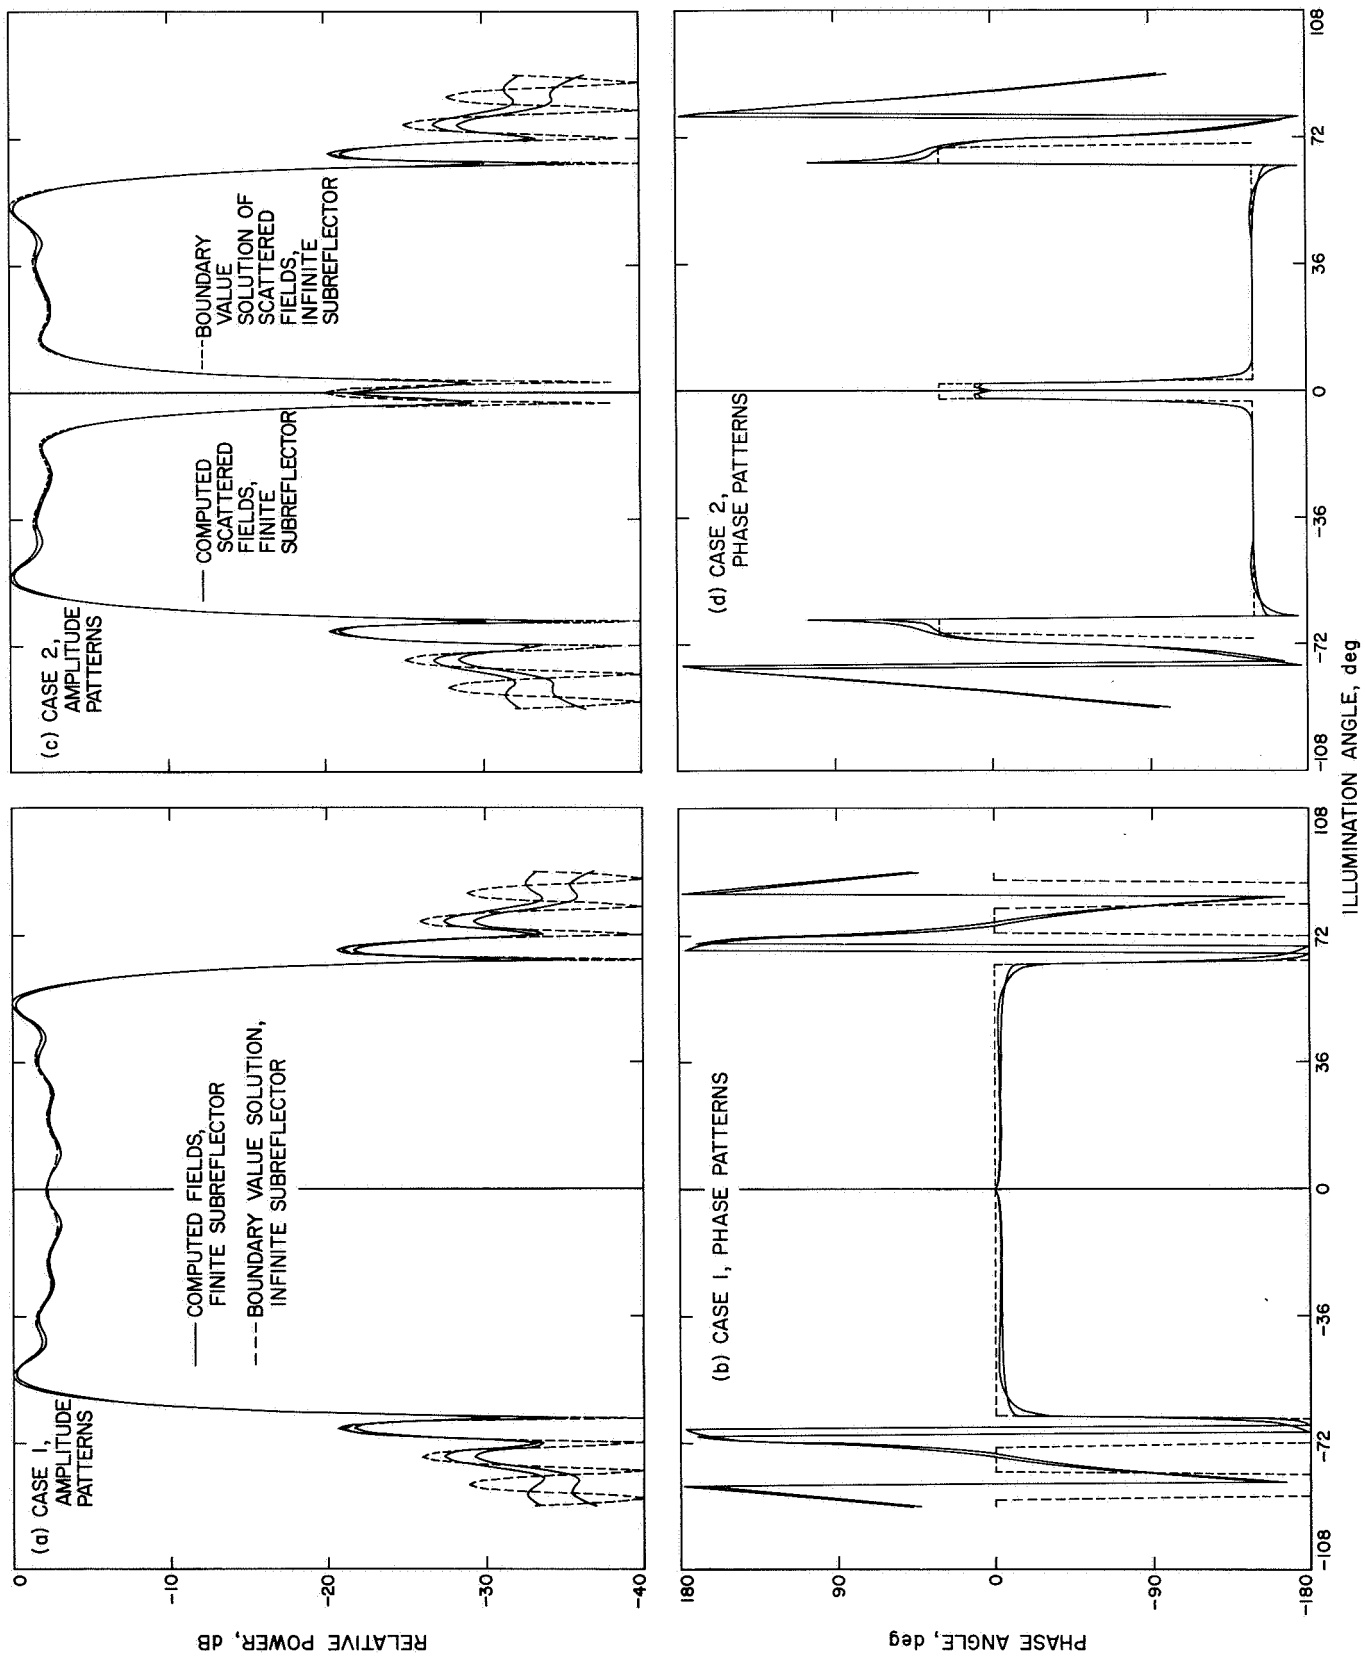 (a) CASE 1,
AMPLITUDE
PATTERNS
COMPUTED FIELDS,
FINITE SUBREFLECTOR
BOUNDARY VALUE SOLUTION,
INFINITE SUBREFLECTOR
0
-10
-20
-30
-40
RELATIVE POWER, dB
(c) CASE 2,
AMPLITUDE
PATTERNS
COMPUTED
SCATTERED
FIELDS,
FINITE
SUBREFLECTOR
BOUNDARY
VALUE
SOLUTION OF
SCATTERED
FIELDS,
INFINITE
SUBREFLECTOR
(b) CASE 1, PHASE PATTERNS
180
90
0
-90
-180
PHASE ANGLE, deg
-108
-72
-36
0
36
72
108
(d) CASE 2,
PHASE PATTERNS
-108
-72
-36
0
36
72
108
ILLUMINATION ANGLE, deg